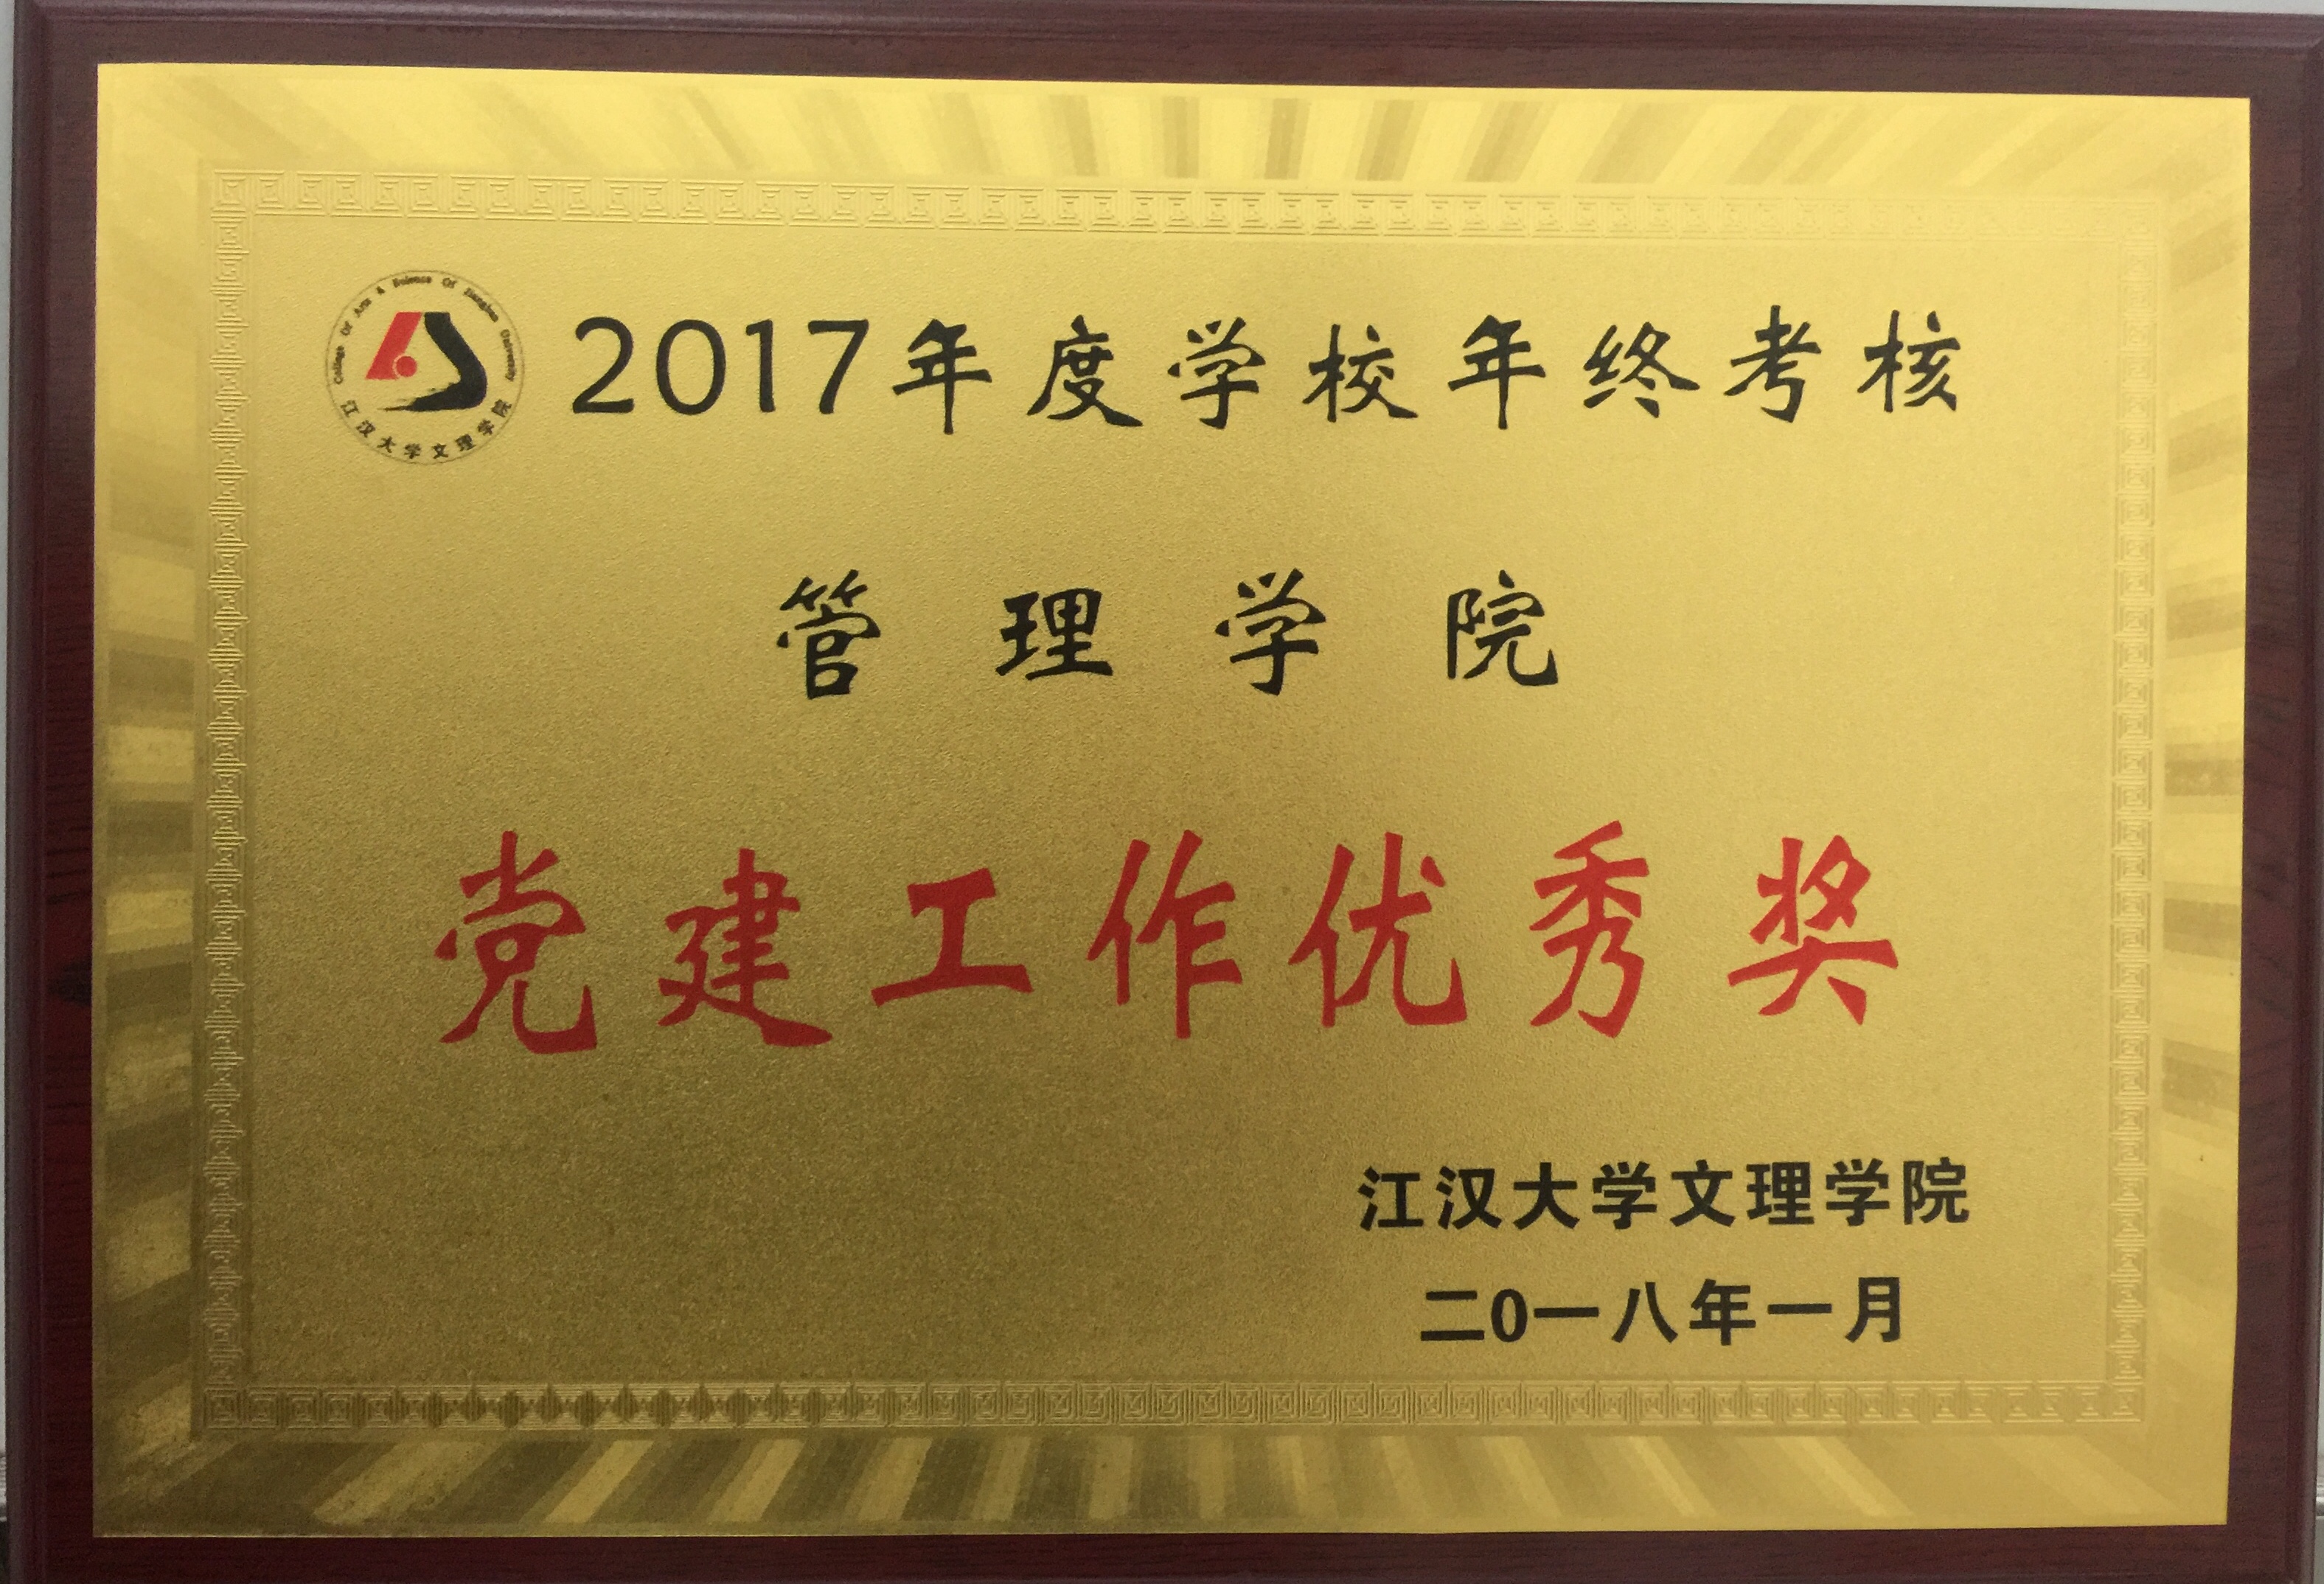 College Of Arts & Science Of Jianghan University
江汉大学文理学院
2017年度学校年终考核
管理学院
党建工作优秀奖
江汉大学文理学院
二0一八年一月